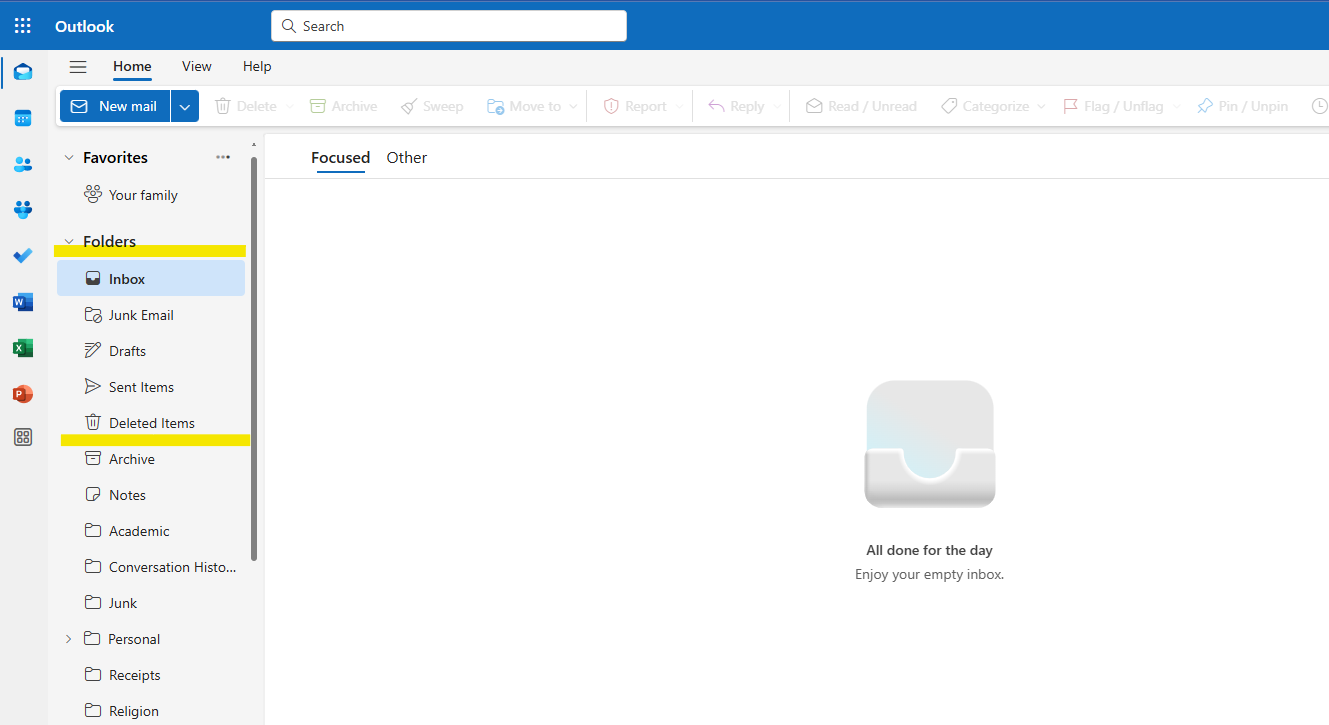 Outlook
Search
Home View Help
New mail Delete Archive Sweep Move to Report Reply Read / Unread Categorize Flag / Unflag Pin / Unpin
Favorites
Focused Other
Your family
Folders
Inbox
Junk Email
Drafts
Sent Items
Deleted Items
Archive
Notes
Academic
Conversation Histo...
Junk
Personal
Receipts
Religion
All done for the day
Enjoy your empty inbox.